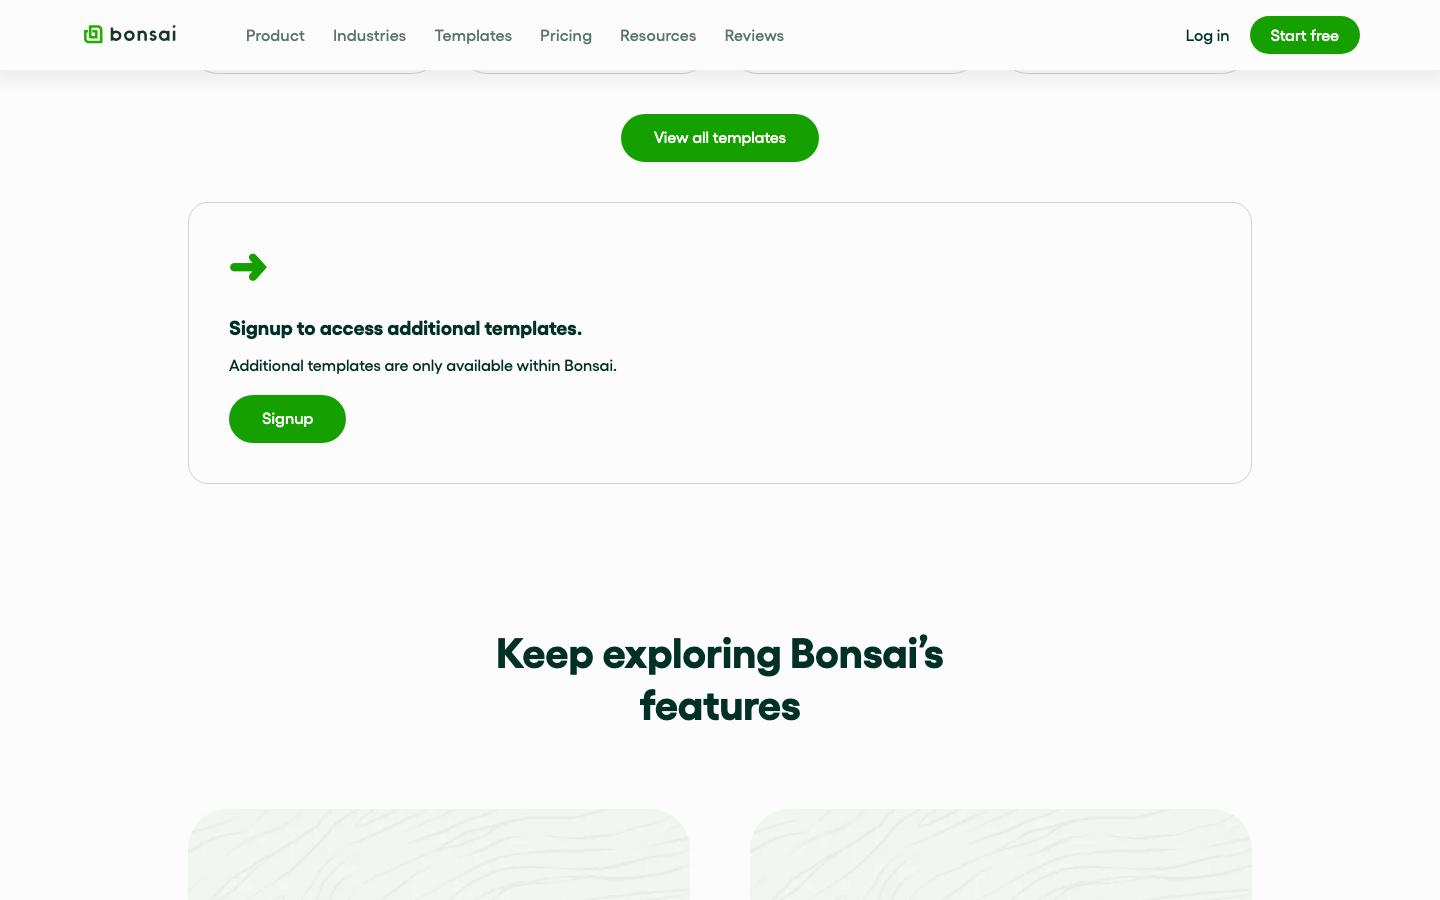 bonsai
Product
Industries
Templates
Pricing
Resources
Reviews
Log in
Start free
View all templates
Signup to access additional templates.
Additional templates are only available within Bonsai.
Signup
Keep exploring Bonsai’s
features